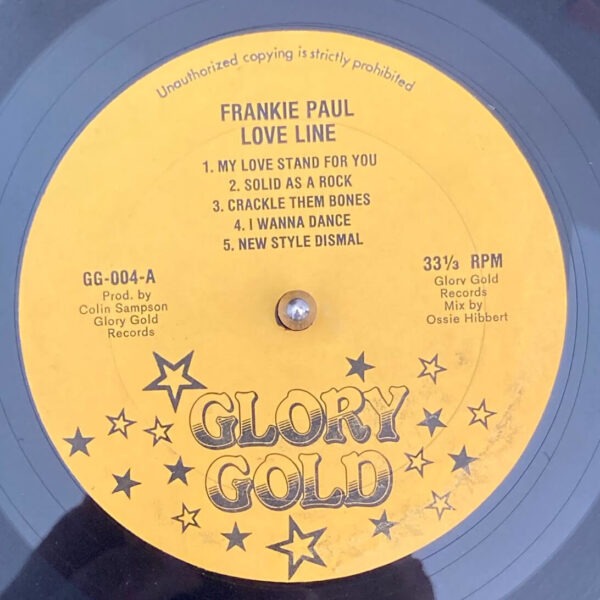 Unauthorized copying is strictly prohibited
FRANKIE PAUL
LOVE LINE
1. MY LOVE STAND FOR YOU
2. SOLID AS A ROCK
3. CRACKLE THEM BONES
4. I WANNA DANCE
5. NEW STYLE DISMAL
GG-004-A
Prod. by
Colin Sampson
Glory Gold
Records
33⅓ RPM
Glory Gold
Records
Mix by
Ossie Hibbert
GLORY
GOLD